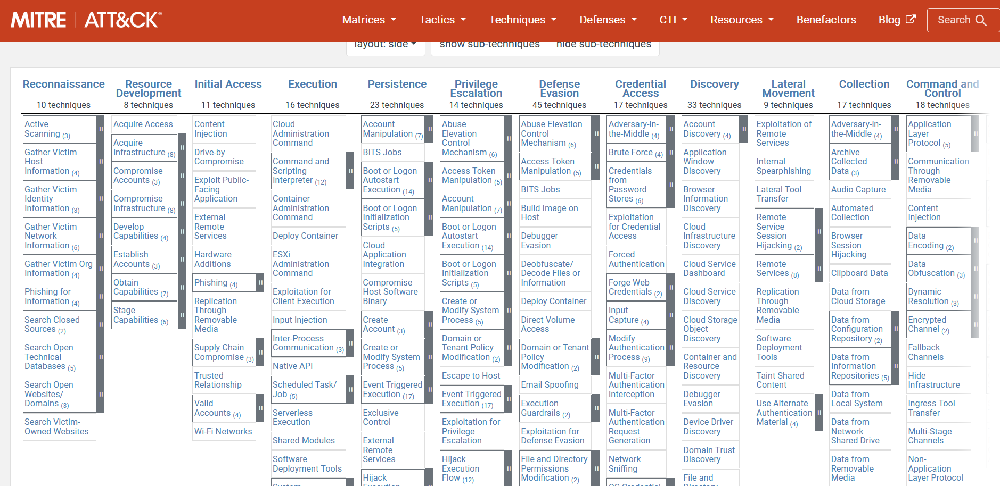 MITRE | ATT&CK®
Matrices
Tactics
Techniques
Defenses
CTI
Resources
Benefactors
Blog
Search
layout: side
show sub-techniques
hide sub-techniques
Reconnaissance
10 techniques
Active
Scanning (3)
Gather Victim
Host
Information (4)
Gather Victim
Identity
Information (3)
Gather Victim
Network
Information (6)
Gather Victim Org
Information (4)
Phishing for
Information (4)
Search Closed
Sources (2)
Search Open
Technical
Databases (5)
Search Open
Websites/
Domains (3)
Search Victim-
Owned Websites
Resource
Development
8 techniques
Acquire Access
Acquire
Infrastructure (8)
Compromise
Accounts (3)
Compromise
Infrastructure (8)
Develop
Capabilities (4)
Establish
Accounts (3)
Obtain
Capabilities (7)
Stage
Capabilities (6)
Initial Access
11 techniques
Content
Injection
Drive-by
Compromise
Exploit Public-
Facing
Application
External
Remote
Services
Hardware
Additions
Phishing (4)
Replication
Through
Removable
Media
Supply Chain
Compromise (3)
Trusted
Relationship
Valid
Accounts (4)
Wi-Fi Networks
Execution
16 techniques
Cloud
Administration
Command
Command and
Scripting
Interpreter (12)
Container
Administration
Command
Deploy Container
ESXi
Administration
Command
Exploitation for
Client Execution
Input Injection
Inter-Process
Communication (3)
Native API
Scheduled Task/
Job (5)
Serverless
Execution
Shared Modules
Software
Deployment Tools
Persistence
23 techniques
Account
Manipulation (7)
BITS Jobs
Boot or Logon
Autostart
Execution (14)
Boot or Logon
Initialization
Scripts (5)
Cloud
Application
Integration
Compromise
Host Software
Binary
Create
Account (3)
Create or
Modify System
Process (5)
Event Triggered
Execution (17)
Exclusive
Control
External
Remote
Services
Hijack
Privilege
Escalation
14 techniques
Abuse
Elevation
Control
Mechanism (6)
Access Token
Manipulation (5)
Account
Manipulation (7)
Boot or Logon
Autostart
Execution (14)
Boot or Logon
Initialization
Scripts (5)
Create or
Modify System
Process (5)
Domain or
Tenant Policy
Modification (2)
Escape to Host
Event Triggered
Execution (17)
Exploitation for
Privilege
Escalation
Hijack
Execution
Flow (12)
Defense
Evasion
45 techniques
Abuse Elevation
Control
Mechanism (6)
Access Token
Manipulation (5)
BITS Jobs
Build Image on
Host
Debugger
Evasion
Deobfuscate/
Decode Files or
Information
Deploy Container
Direct Volume
Access
Domain or Tenant
Policy
Modification (2)
Email Spoofing
Execution
Guardrails (2)
Exploitation for
Defense Evasion
File and Directory
Permissions
Modification (2)
Credential
Access
17 techniques
Adversary-in-
the-Middle (4)
Brute Force (4)
Credentials
from
Password
Stores (6)
Exploitation
for Credential
Access
Forced
Authentication
Forge Web
Credentials (2)
Input
Capture (4)
Modify
Authentication
Process (9)
Multi-Factor
Authentication
Interception
Multi-Factor
Authentication
Request
Generation
Network
Sniffing
Discovery
33 techniques
Account
Discovery (4)
Application
Window
Discovery
Browser
Information
Discovery
Cloud
Infrastructure
Discovery
Cloud Service
Dashboard
Cloud Service
Discovery
Cloud Storage
Object
Discovery
Container and
Resource
Discovery
Debugger
Evasion
Device Driver
Discovery
Domain Trust
Discovery
File and
Lateral
Movement
9 techniques
Exploitation of
Remote
Services
Internal
Spearphishing
Lateral Tool
Transfer
Remote
Service
Session
Hijacking (2)
Remote
Services (8)
Replication
Through
Removable
Media
Software
Deployment
Tools
Taint Shared
Content
Use Alternate
Authentication
Material (4)
Collection
17 techniques
Adversary-in-
the-Middle (4)
Archive
Collected
Data (3)
Audio Capture
Automated
Collection
Browser
Session
Hijacking
Clipboard Data
Data from
Cloud Storage
Data from
Configuration
Repository (2)
Data from
Information
Repositories (5)
Data from
Local System
Data from
Network
Shared Drive
Data from
Removable
Media
Command and
Control
18 techniques
Application
Layer
Protocol (5)
Communication
Through
Removable
Media
Content
Injection
Data
Encoding (2)
Data
Obfuscation (3)
Dynamic
Resolution (3)
Encrypted
Channel (2)
Fallback
Channels
Hide
Infrastructure
Ingress Tool
Transfer
Multi-Stage
Channels
Non-
Application
Layer Protocol